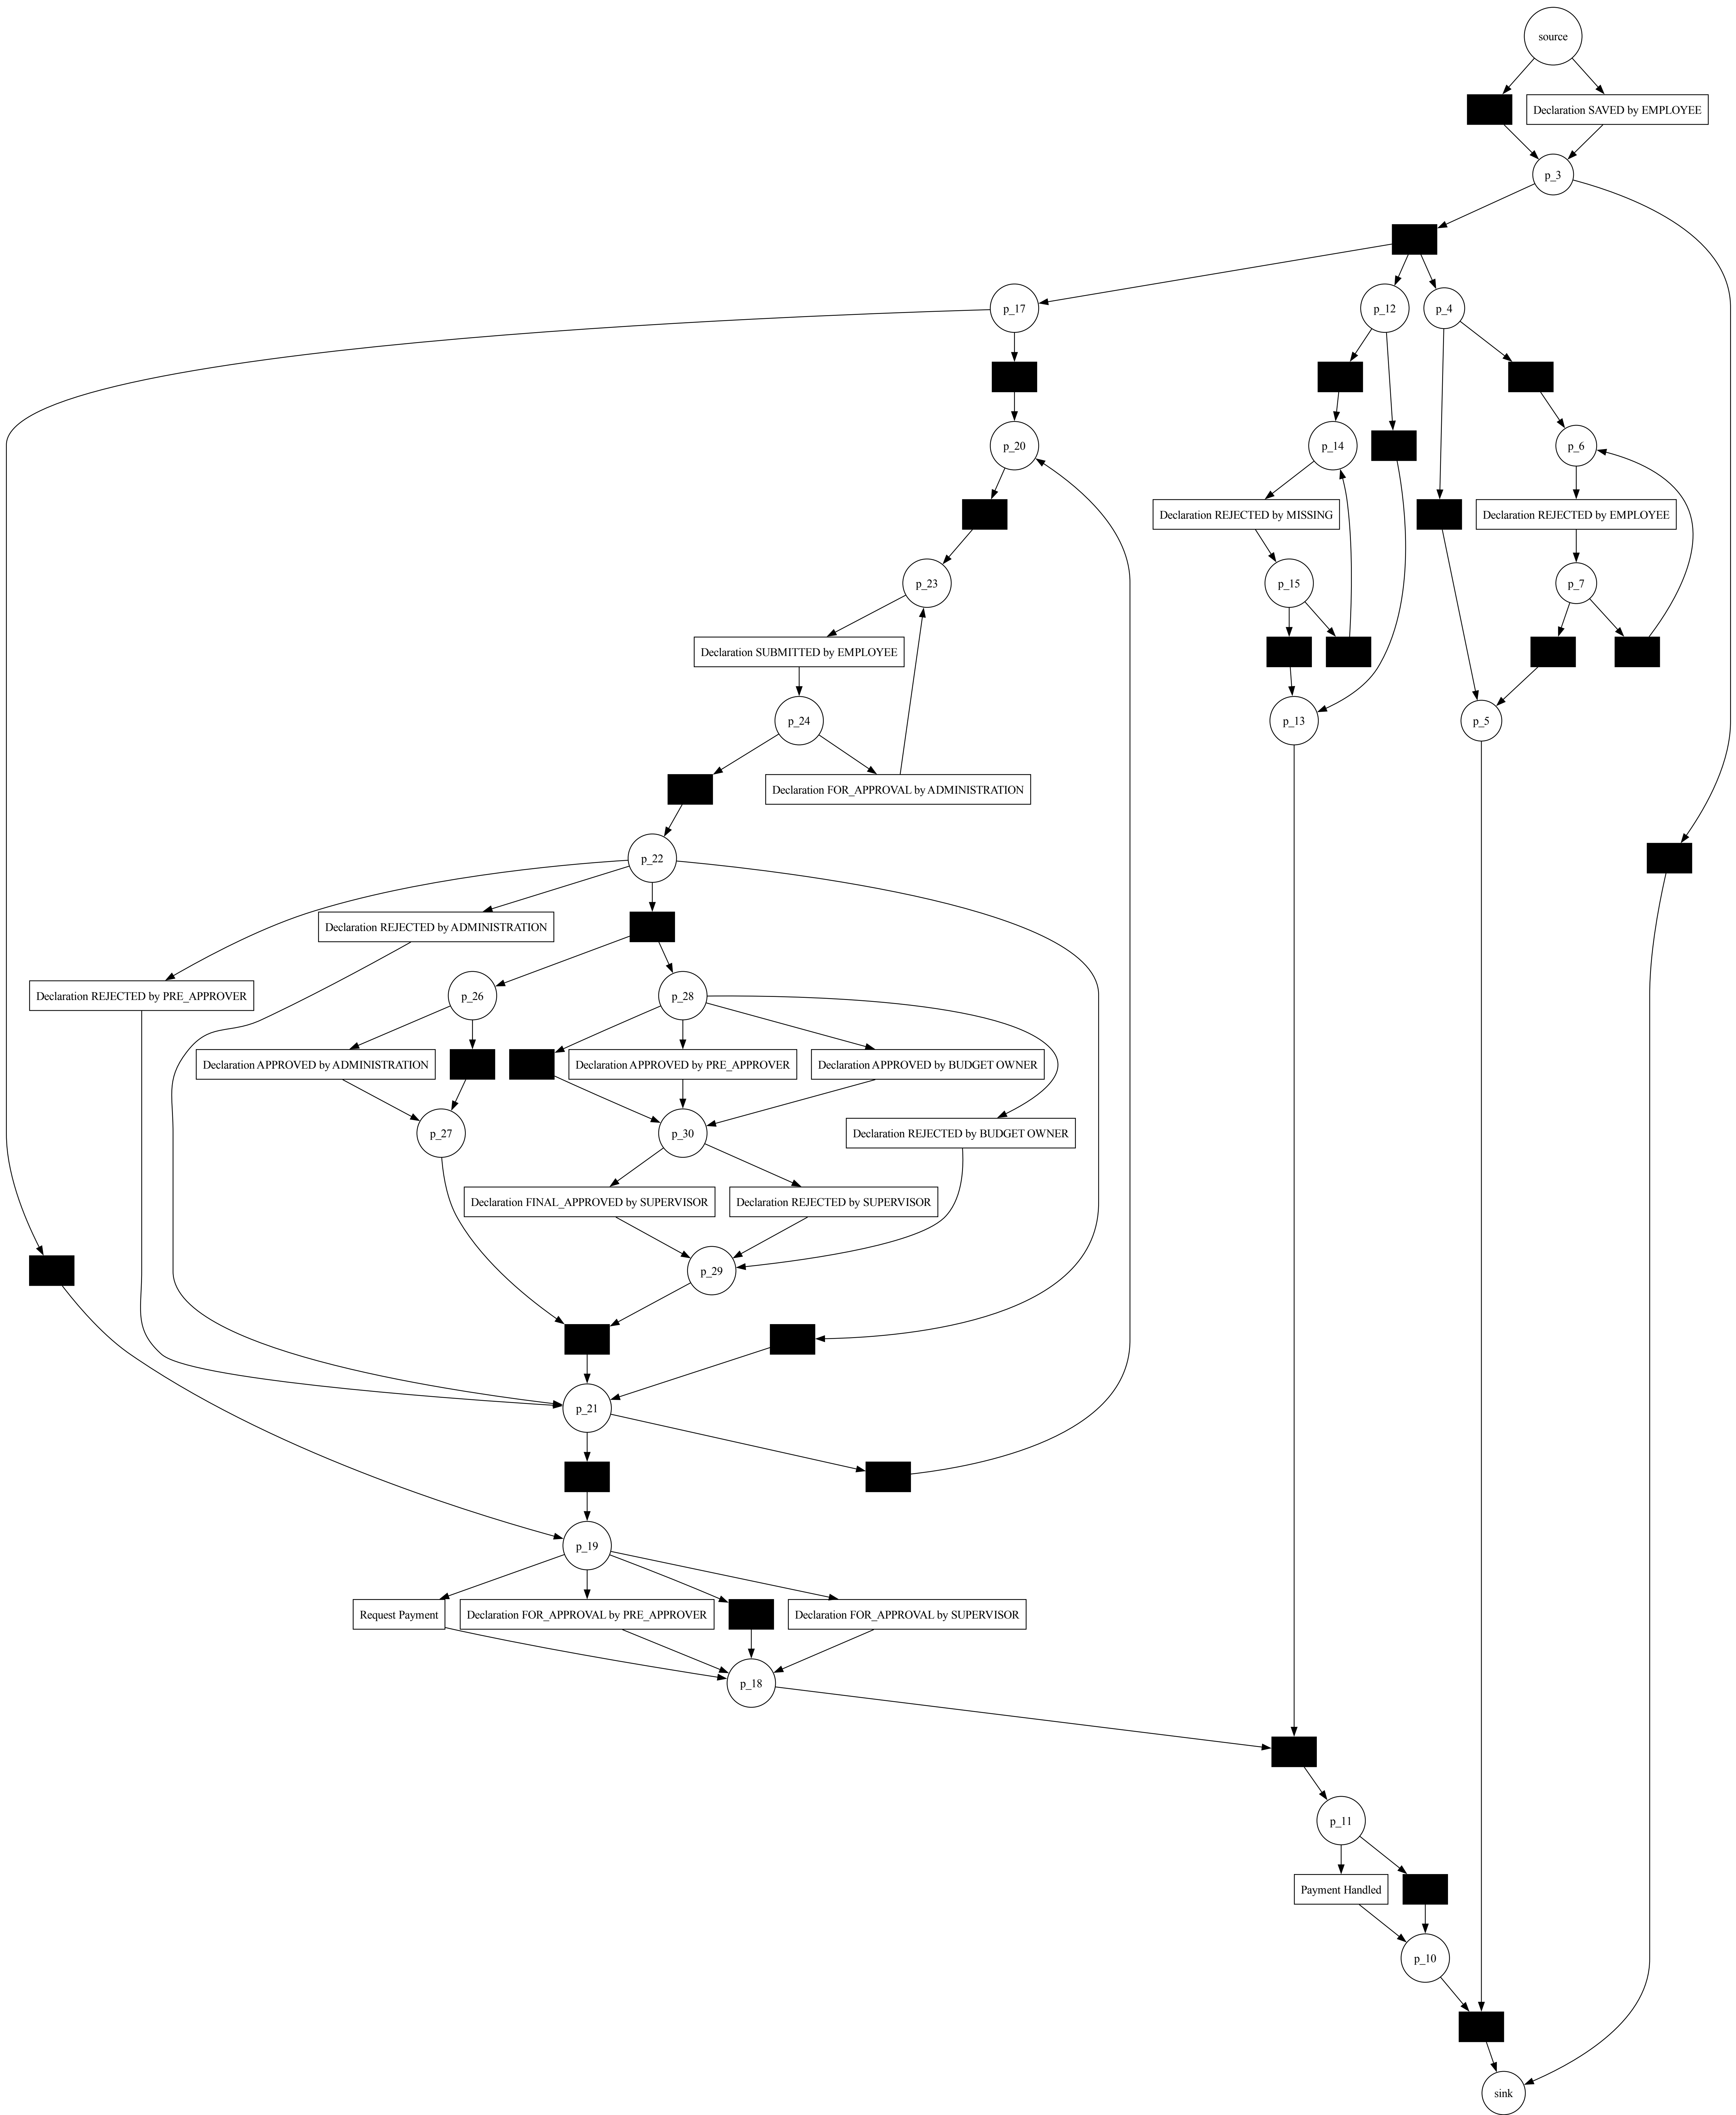 source
Declaration SAVED by EMPLOYEE
p_3
p_17
p_12
p_4
p_20
p_14
p_6
Declaration REJECTED by MISSING
Declaration REJECTED by EMPLOYEE
p_23
p_15
p_7
Declaration SUBMITTED by EMPLOYEE
p_24
p_13
p_5
Declaration FOR_APPROVAL by ADMINISTRATION
p_22
Declaration REJECTED by ADMINISTRATION
Declaration REJECTED by PRE_APPROVER
p_26
p_28
Declaration APPROVED by ADMINISTRATION
Declaration APPROVED by PRE_APPROVER
Declaration APPROVED by BUDGET OWNER
p_27
p_30
Declaration REJECTED by BUDGET OWNER
Declaration FINAL_APPROVED by SUPERVISOR
Declaration REJECTED by SUPERVISOR
p_29
p_21
p_19
Request Payment
Declaration FOR_APPROVAL by PRE_APPROVER
Declaration FOR_APPROVAL by SUPERVISOR
p_18
p_11
Payment Handled
p_10
sink